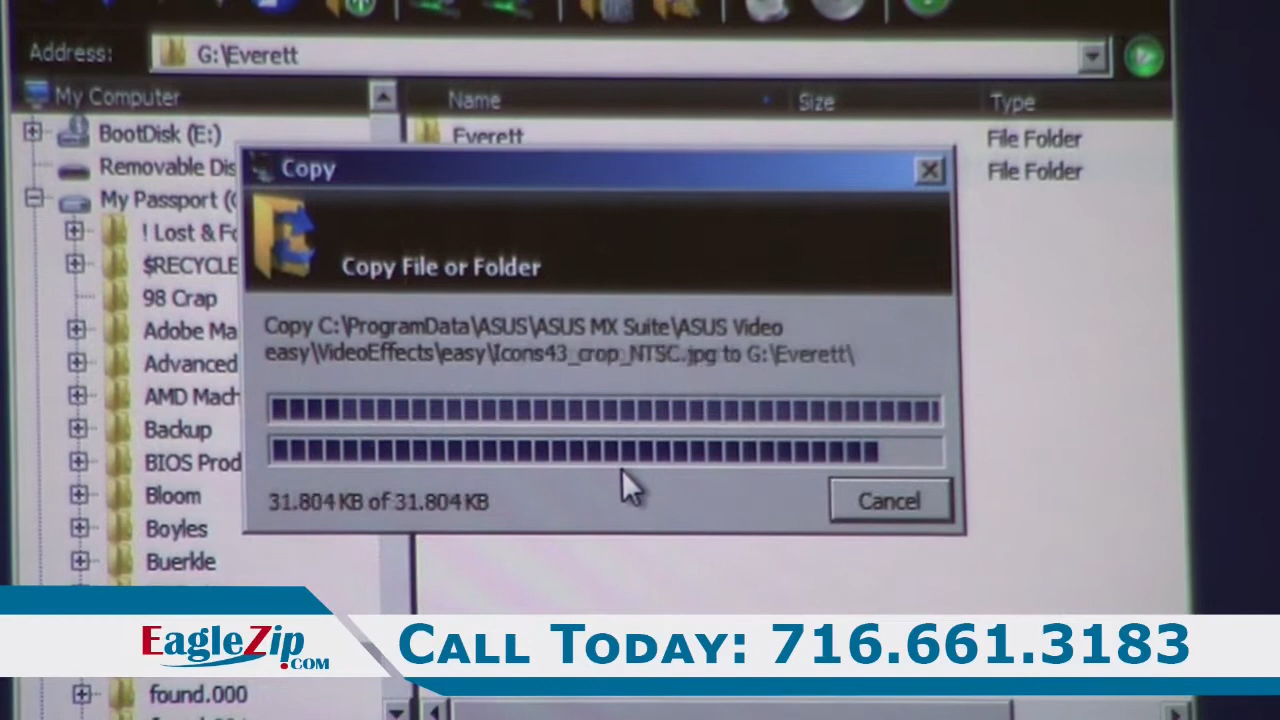 Address: G:\Everett
My Computer
Name Size Type
BootDisk (E:)
Everett File Folder
Removable Dis
File Folder
My Passport (
Copy
! Lost & Fo
$RECYCLE
Copy File or Folder
98 Crap
Adobe Ma
Copy C:\ProgramData\ASUS\ASUS MX Suite\ASUS Video
easy\VideoEffects\easy\Icons43_crop_NTSC.jpg to G:\Everett\
Advanced
AMD Mach
Backup
BIOS Prod
31.804 KB of 31.804 KB
Cancel
Bloom
Boyles
Buerkle
EagleZip.com
Call Today: 716.661.3183
found.000